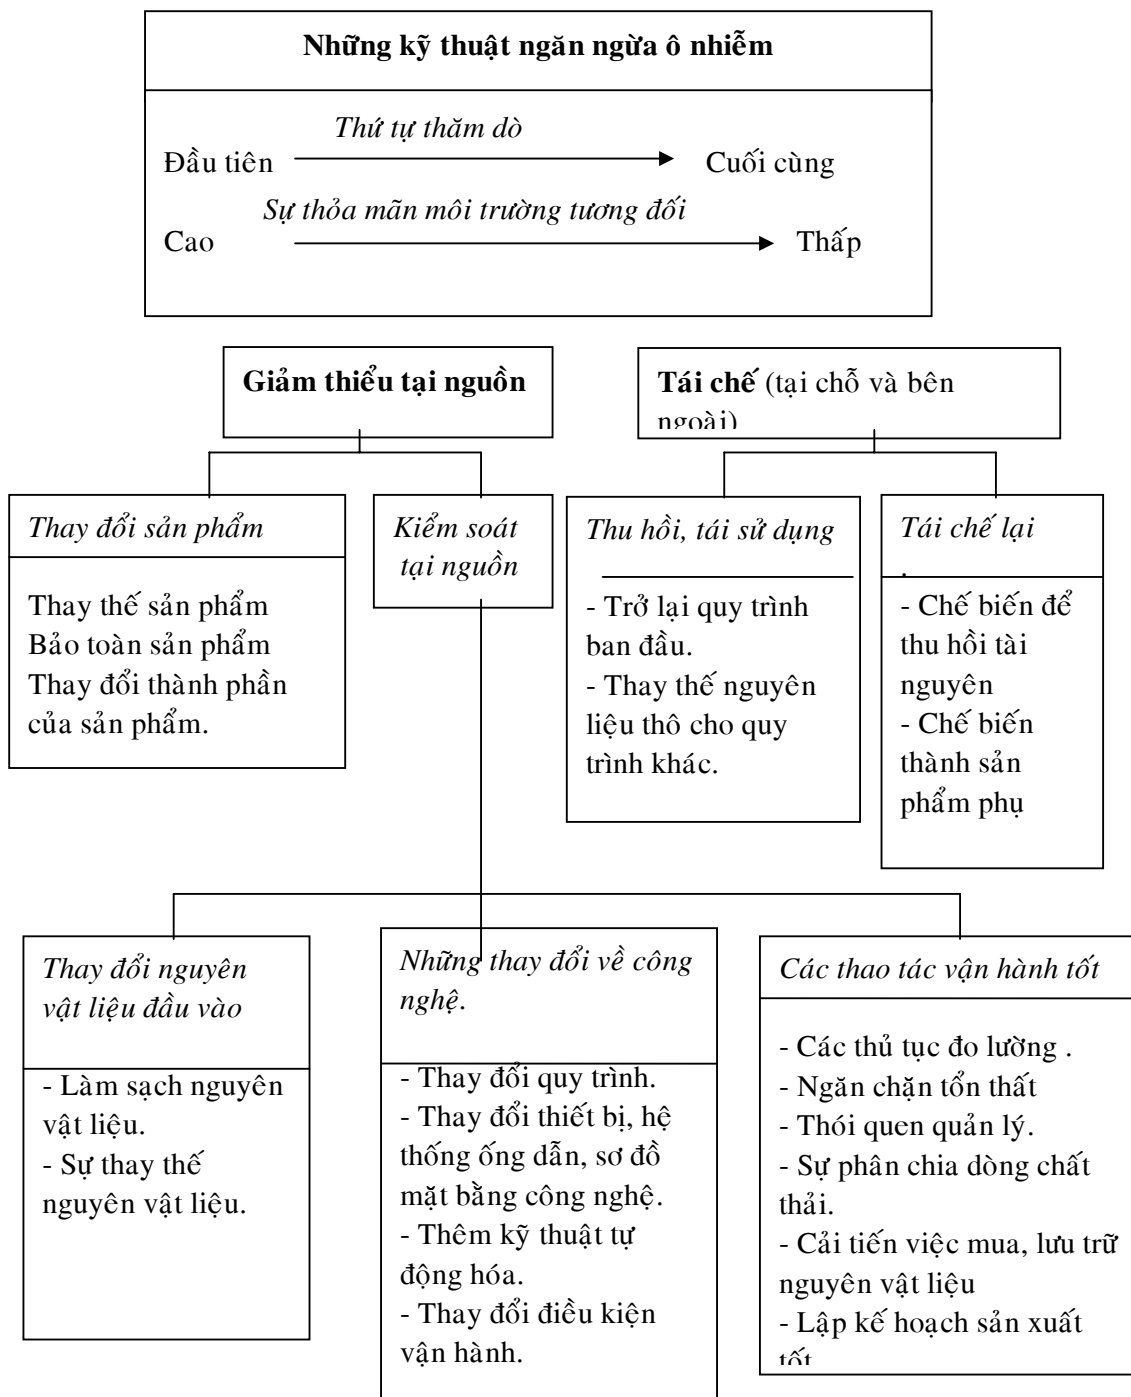 Những kỹ thuật ngăn ngừa ô nhiễm
Thứ tự thăm dò
Đầu tiên
Cuối cùng
Sự thỏa mãn môi trường tương đối
Cao
Thấp
Giảm thiểu tại nguồn
Tái chế (tại chỗ và bên
ngoài)
Thay đổi sản phẩm
Thay thế sản phẩm
Bảo toàn sản phẩm
Thay đổi thành phần
của sản phẩm.
Kiểm soát
tại nguồn
Thu hồi, tái sử dụng
- Trở lại quy trình
ban đầu.
- Thay thế nguyên
liệu thô cho quy
trình khác.
Tái chế lại
.
- Chế biến để
thu hồi tài
nguyên
- Chế biến
thành sản
phẩm phụ
Thay đổi nguyên
vật liệu đầu vào
- Làm sạch nguyên
vật liệu.
- Sự thay thế
nguyên vật liệu.
Những thay đổi về công
nghệ.
- Thay đổi quy trình.
- Thay đổi thiết bị, hệ
thống ống dẫn, sơ đồ
mặt bằng công nghệ.
- Thêm kỹ thuật tự
động hóa.
- Thay đổi điều kiện
vận hành.
Các thao tác vận hành tốt
- Các thủ tục đo lường .
- Ngăn chặn tổn thất
- Thói quen quản lý.
- Sự phân chia dòng chất
thải.
- Cải tiến việc mua, lưu trữ
nguyên vật liệu
- Lập kế hoạch sản xuất
tốt